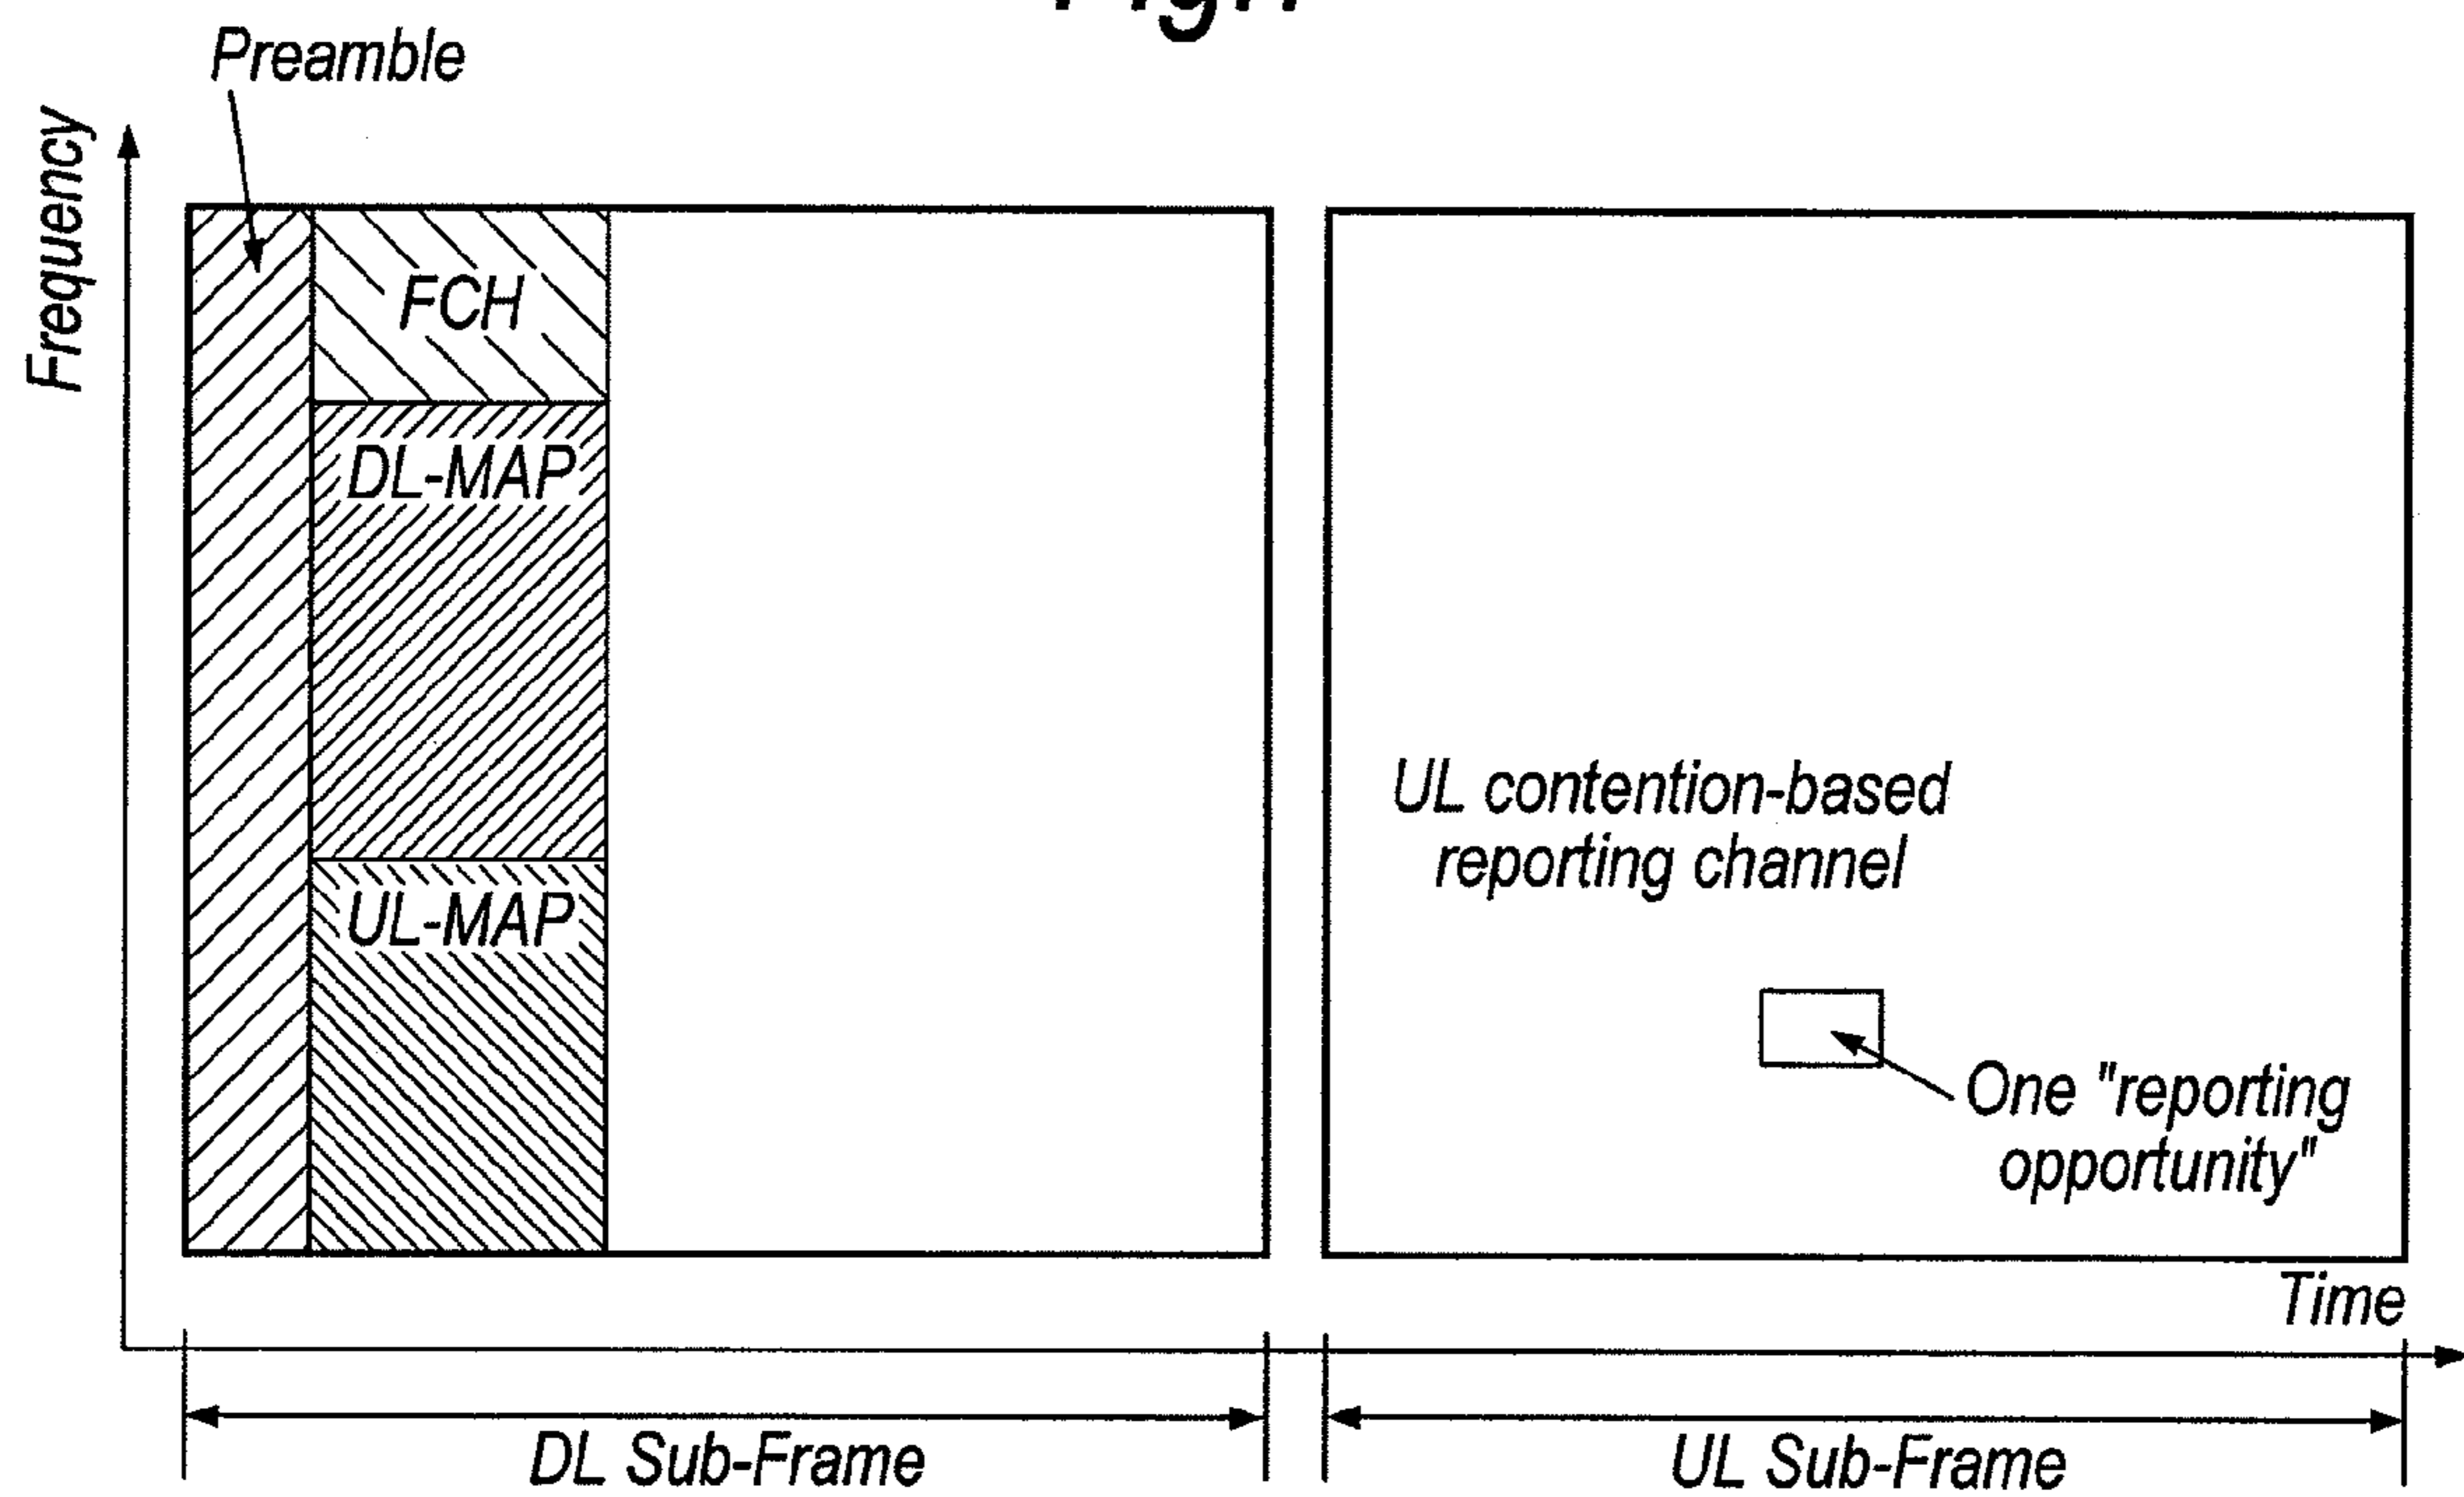 Preamble
Frequency
FCH
DL-MAP
UL-MAP
UL contention-based
reporting channel
One "reporting
opportunity"
Time
DL Sub-Frame
UL Sub-Frame